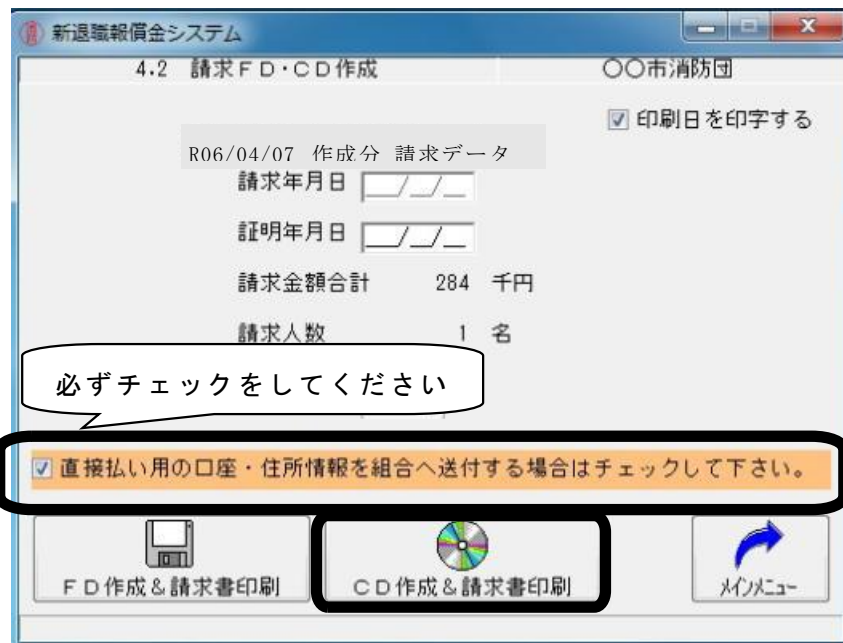 新退職報償金システム
4.2 請求FD・CD作成 〇〇市消防団
印刷日を印字する
R06/04/07 作成分 請求データ
請求年月日 __/__/__
証明年月日 __/__/__
請求金額合計 284 千円
請求人数 1 名
必ずチェックをしてください
直接払い用の口座・住所情報を組合へ送付する場合はチェックして下さい。
FD作成&請求書印刷 CD作成&請求書印刷 メインメニュー